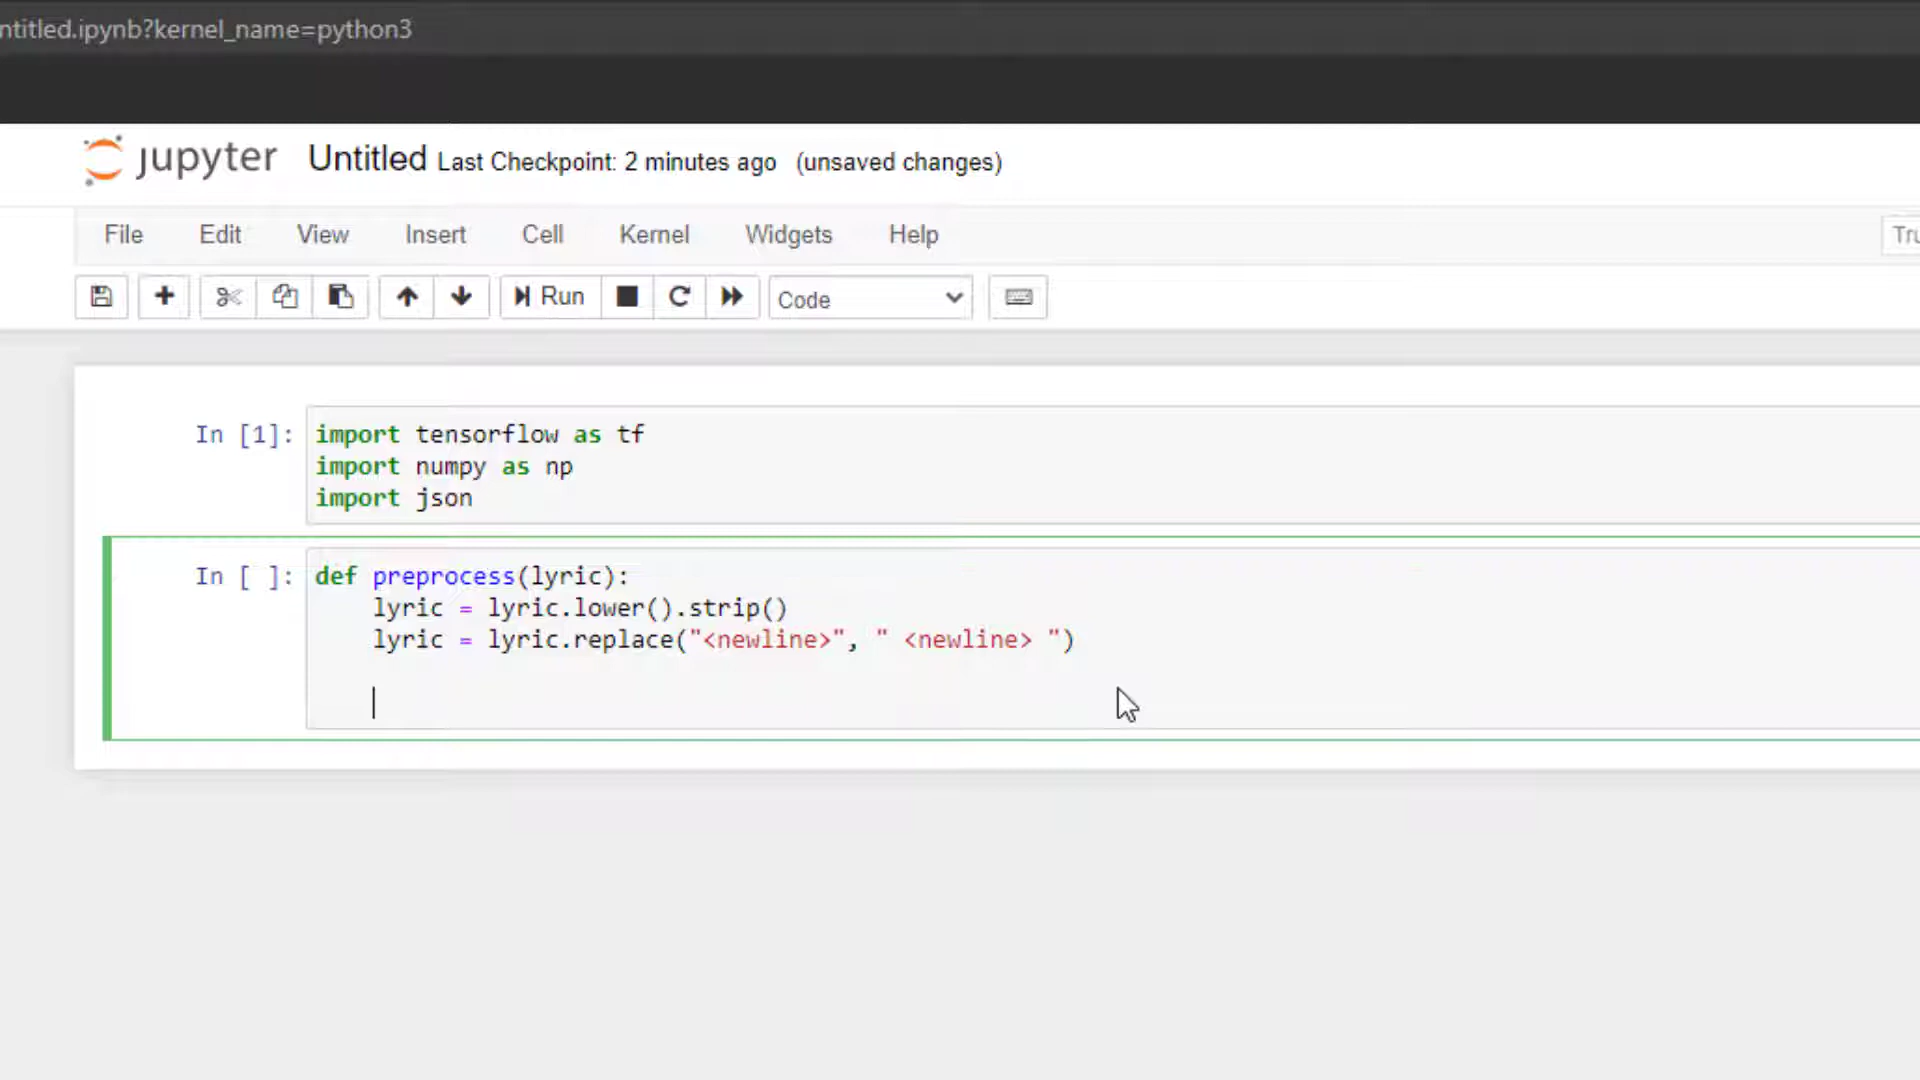 ntitled.ipynb?kernel_name=python3
jupyter Untitled Last Checkpoint: 2 minutes ago (unsaved changes)
File Edit View Insert Cell Kernel Widgets Help
Run Code
In [1]: import tensorflow as tf
import numpy as np
import json
In [ ]: def preprocess(lyric):
lyric = lyric.lower().strip()
lyric = lyric.replace("<newline>", " <newline> ")